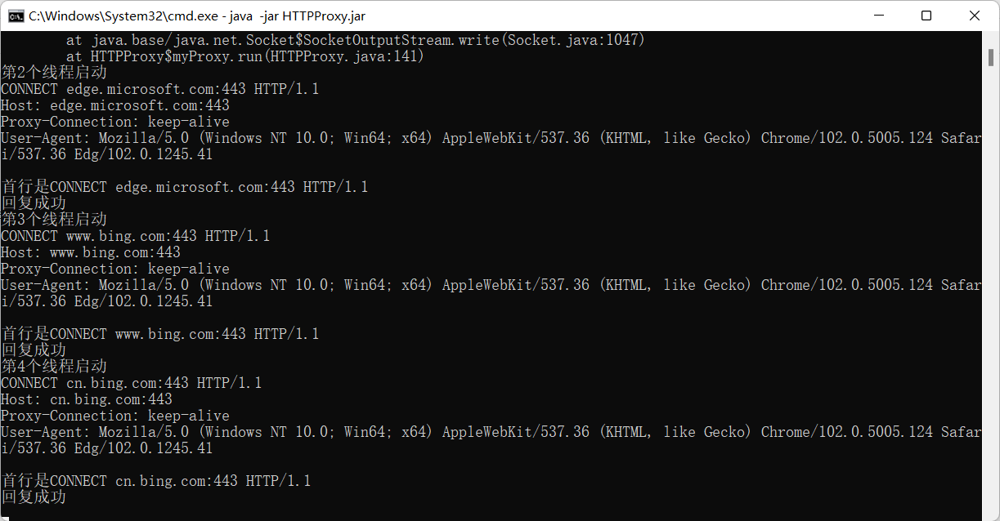 C:\Windows\System32\cmd.exe - java  -jar HTTPProxy.jar
at java.base/java.net.Socket$SocketOutputStream.write(Socket.java:1047)
at HTTPProxy$myProxy.run(HTTPProxy.java:141)
第2个线程启动
CONNECT edge.microsoft.com:443 HTTP/1.1
Host: edge.microsoft.com:443
Proxy-Connection: keep-alive
User-Agent: Mozilla/5.0 (Windows NT 10.0; Win64; x64) AppleWebKit/537.36 (KHTML, like Gecko) Chrome/102.0.5005.124 Safar
i/537.36 Edg/102.0.1245.41
首行是CONNECT edge.microsoft.com:443 HTTP/1.1
回复成功
第3个线程启动
CONNECT www.bing.com:443 HTTP/1.1
Host: www.bing.com:443
Proxy-Connection: keep-alive
User-Agent: Mozilla/5.0 (Windows NT 10.0; Win64; x64) AppleWebKit/537.36 (KHTML, like Gecko) Chrome/102.0.5005.124 Safar
i/537.36 Edg/102.0.1245.41
首行是CONNECT www.bing.com:443 HTTP/1.1
回复成功
第4个线程启动
CONNECT cn.bing.com:443 HTTP/1.1
Host: cn.bing.com:443
Proxy-Connection: keep-alive
User-Agent: Mozilla/5.0 (Windows NT 10.0; Win64; x64) AppleWebKit/537.36 (KHTML, like Gecko) Chrome/102.0.5005.124 Safar
i/537.36 Edg/102.0.1245.41
首行是CONNECT cn.bing.com:443 HTTP/1.1
回复成功